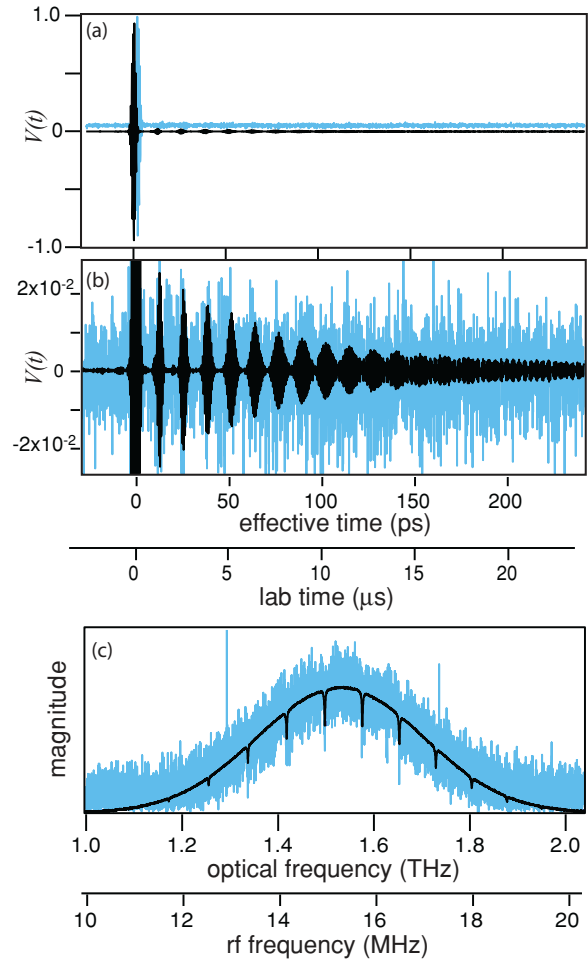 (a)
1.0
0
-1.0
V(t)
(b)
2x10-2
0
-2x10-2
V(t)
0 50 100 150 200
effective time (ps)
0 5 10 15 20
lab time (μs)
(c)
magnitude
1.0 1.2 1.4 1.6 1.8 2.0
optical frequency (THz)
10 12 14 16 18 20
rf frequency (MHz)